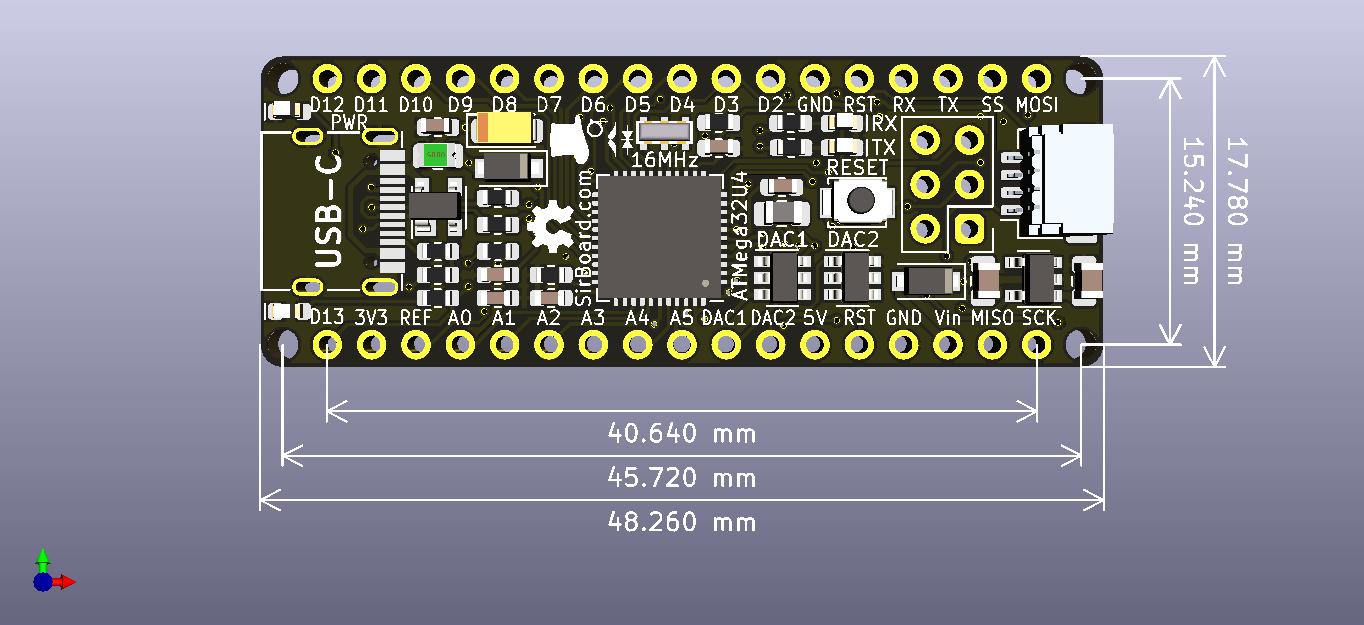 D12 D11 D10 D9 D8 D7 D6 D5 D4 D3 D2 GND RST RX TX SS MOSI
PWR
RX
TX
16MHz
RESET
USB-C
SirBoard.com
ATMega32U4
DAC1 DAC2
D13 3V3 REF A0 A1 A2 A3 A4 A5 DAC1 DAC2 5V RST GND Vin MISO SCK
15.240 mm
17.780 mm
40.640 mm
45.720 mm
48.260 mm